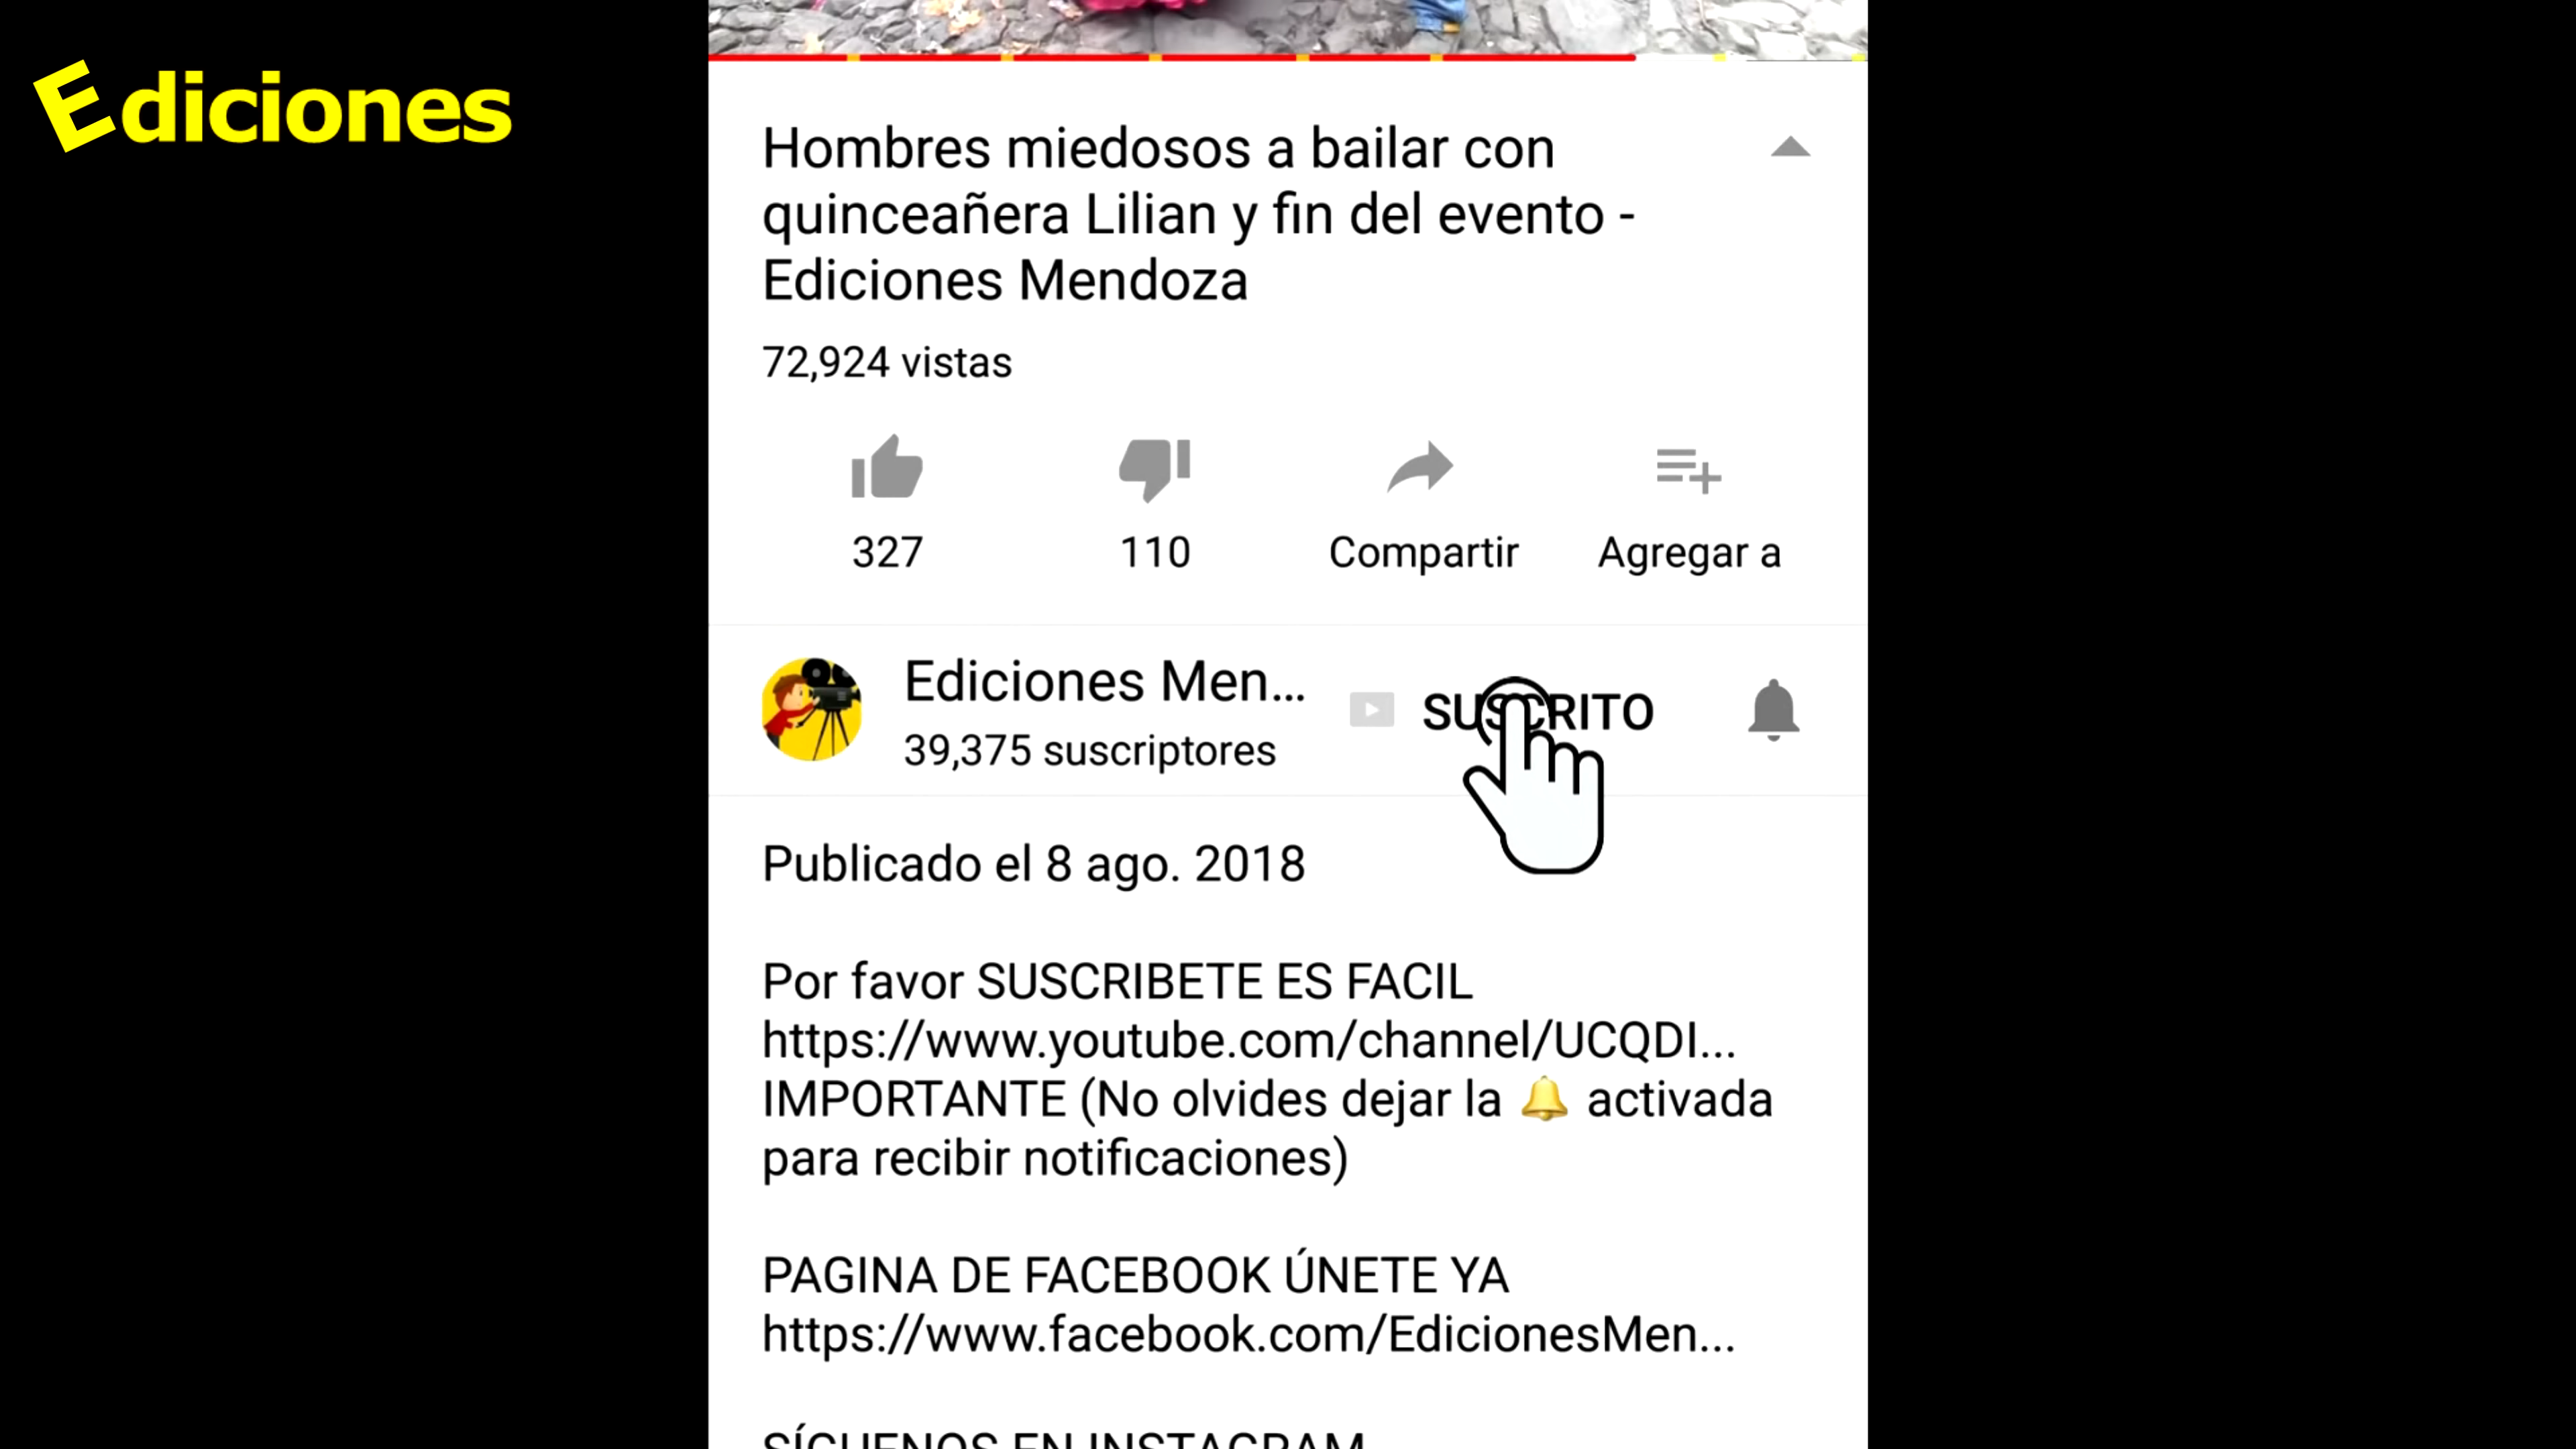 Ediciones
Hombres miedosos a bailar con
quinceañera Lilian y fin del evento -
Ediciones Mendoza
72,924 vistas
327
110
Compartir
Agregar a
Ediciones Men...
SUSCRITO
39,375 suscriptores
Publicado el 8 ago. 2018
Por favor SUSCRIBETE ES FACIL
https://www.youtube.com/channel/UCQDI...
IMPORTANTE (No olvides dejar la 🔔 activada
para recibir notificaciones)
PAGINA DE FACEBOOK ÚNETE YA
https://www.facebook.com/EdicionesMen...
SÍGUENOS EN INSTAGRAM